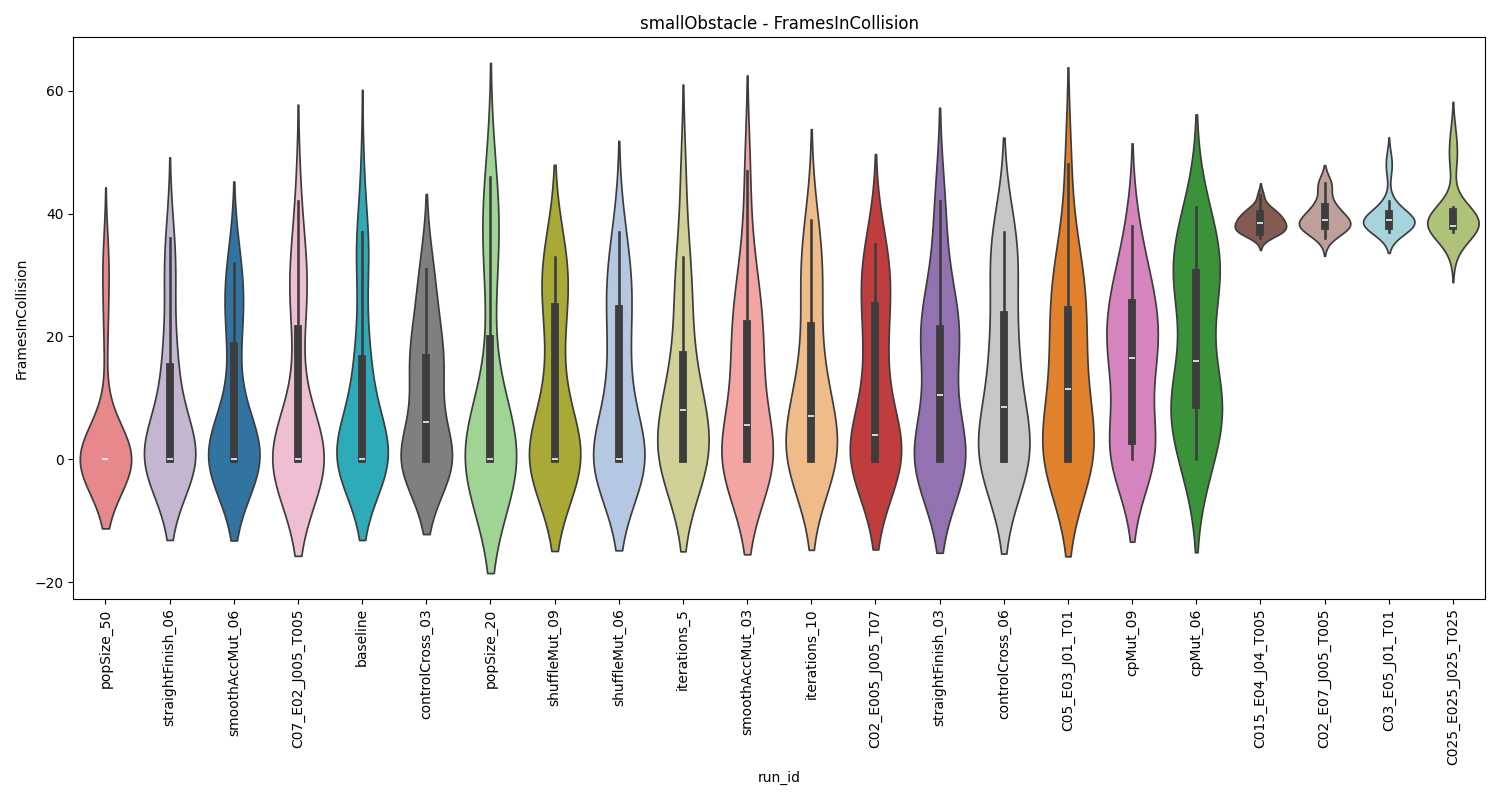 smallObstacle - FramesInCollision
FramesInCollision
60
40
20
0
−20
popSize_50
straightFinish_06
smoothAccMut_06
C07_E02_J005_T005
baseline
controlCross_03
popSize_20
shuffleMut_09
shuffleMut_06
iterations_5
smoothAccMut_03
iterations_10
C02_E005_J005_T07
straightFinish_03
controlCross_06
C05_E03_J01_T01
cpMut_09
cpMut_06
C015_E04_J04_T005
C02_E07_J005_T005
C03_E05_J01_T01
C025_E025_J025_T025
run_id